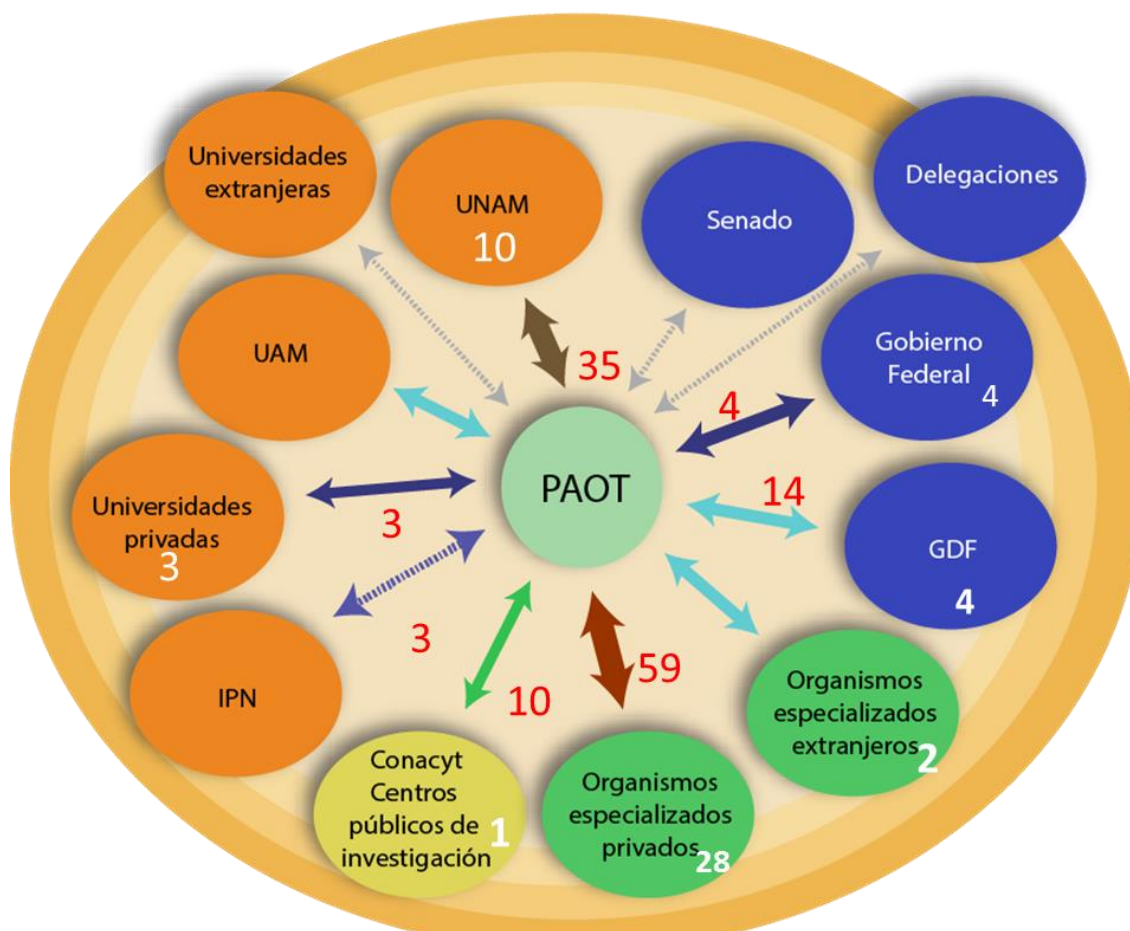 Universidades
extranjeras
UNAM
10
Senado
Delegaciones
UAM
35
Gobierno
Federal
4
4
PAOT
14
Universidades
privadas
3
3
GDF
4
IPN
3
10
59
Organismos
especializados
extranjeros
2
Conacyt
Centros
públicos de
investigación
1
Organismos
especializados
privados
28